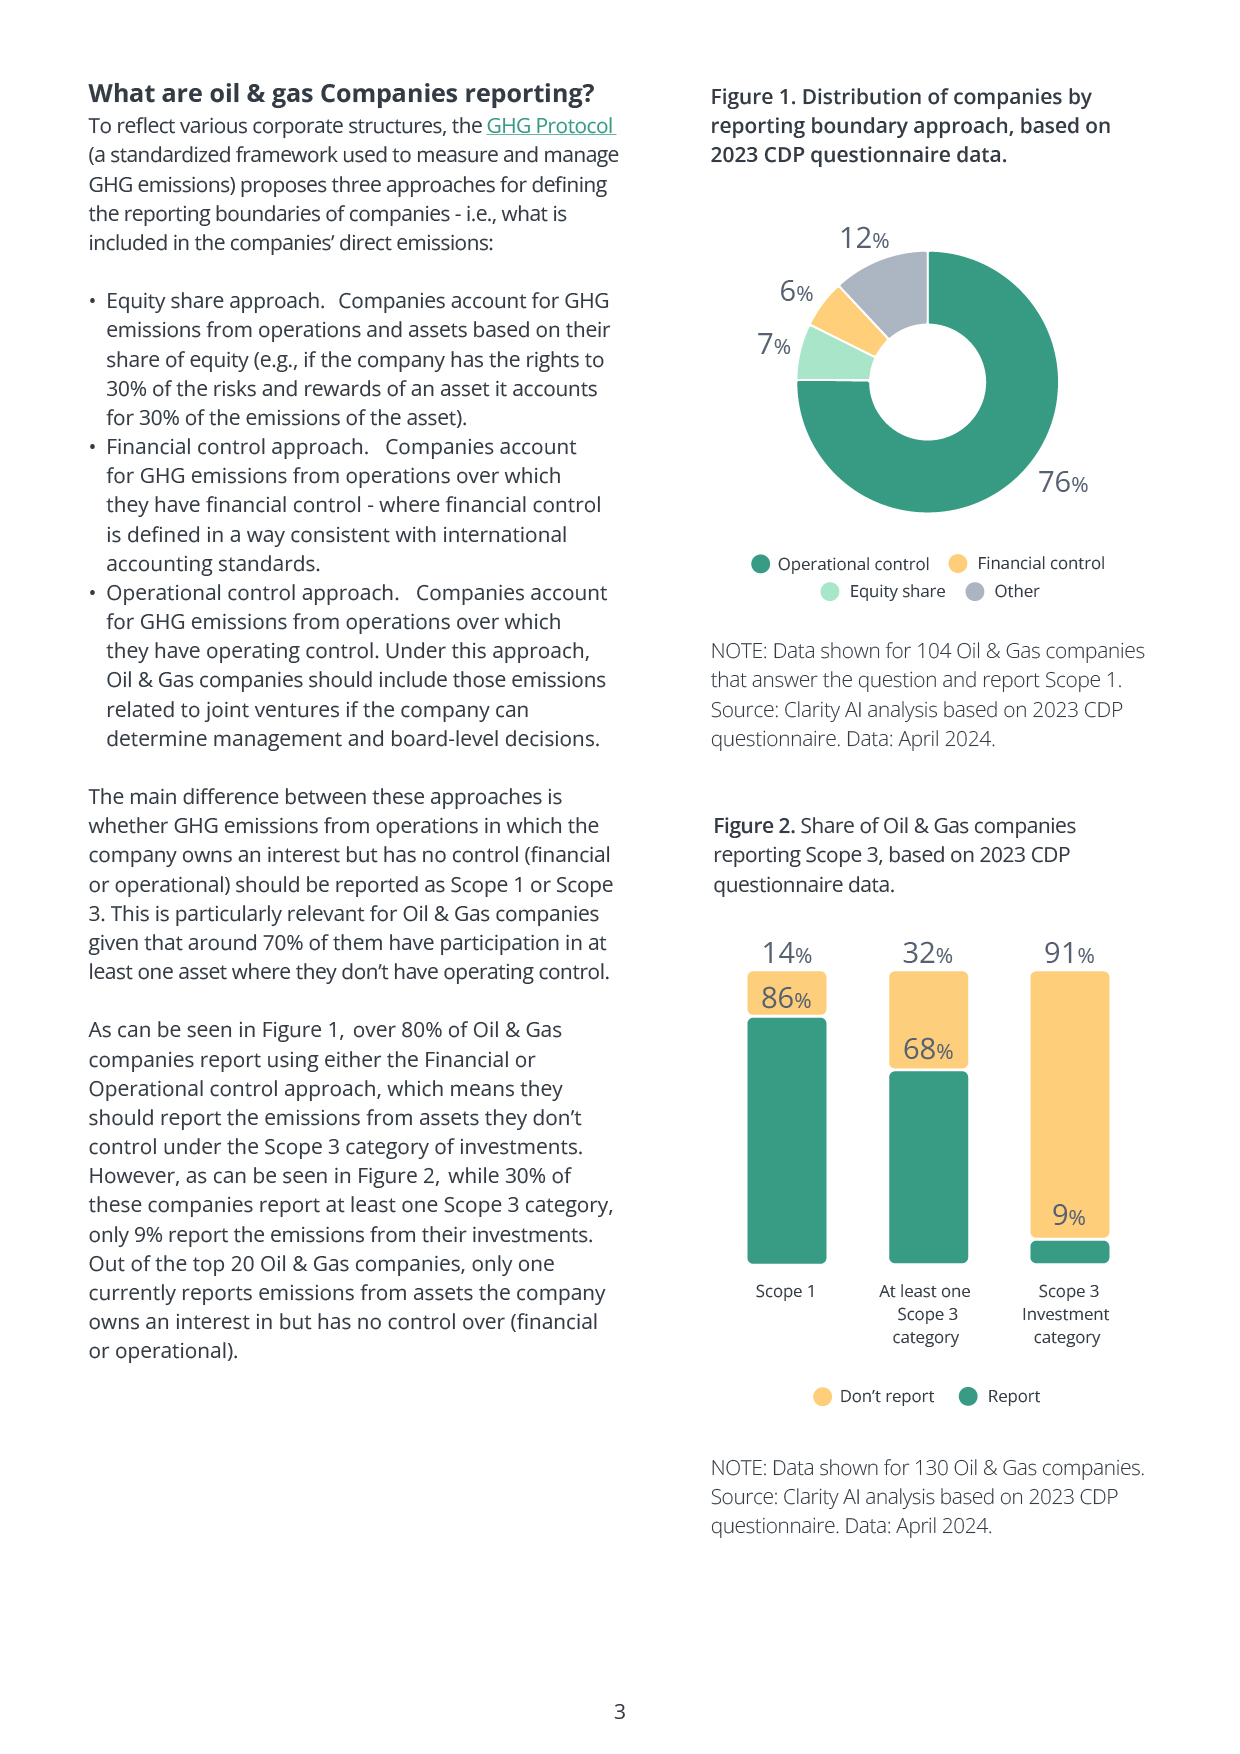 What are oil & gas Companies reporting?
To reflect various corporate structures, the GHG Protocol
(a standardized framework used to measure and manage
GHG emissions) proposes three approaches for defining
the reporting boundaries of companies - i.e., what is
included in the companies’ direct emissions:
• Equity share approach. Companies account for GHG
emissions from operations and assets based on their
share of equity (e.g., if the company has the rights to
30% of the risks and rewards of an asset it accounts
for 30% of the emissions of the asset).
• Financial control approach. Companies account
for GHG emissions from operations over which
they have financial control - where financial control
is defined in a way consistent with international
accounting standards.
• Operational control approach. Companies account
for GHG emissions from operations over which
they have operating control. Under this approach,
Oil & Gas companies should include those emissions
related to joint ventures if the company can
determine management and board-level decisions.
The main difference between these approaches is
whether GHG emissions from operations in which the
company owns an interest but has no control (financial
or operational) should be reported as Scope 1 or Scope
3. This is particularly relevant for Oil & Gas companies
given that around 70% of them have participation in at
least one asset where they don’t have operating control.
As can be seen in Figure 1, over 80% of Oil & Gas
companies report using either the Financial or
Operational control approach, which means they
should report the emissions from assets they don’t
control under the Scope 3 category of investments.
However, as can be seen in Figure 2, while 30% of
these companies report at least one Scope 3 category,
only 9% report the emissions from their investments.
Out of the top 20 Oil & Gas companies, only one
currently reports emissions from assets the company
owns an interest in but has no control over (financial
or operational).
Figure 1. Distribution of companies by
reporting boundary approach, based on
2023 CDP questionnaire data.
12%
6%
7%
76%
Operational control
Financial control
Equity share
Other
NOTE: Data shown for 104 Oil & Gas companies
that answer the question and report Scope 1.
Source: Clarity AI analysis based on 2023 CDP
questionnaire. Data: April 2024.
Figure 2. Share of Oil & Gas companies
reporting Scope 3, based on 2023 CDP
questionnaire data.
14%
32%
91%
86%
68%
9%
Scope 1
At least one
Scope 3
category
Scope 3
Investment
category
Don’t report
Report
NOTE: Data shown for 130 Oil & Gas companies.
Source: Clarity AI analysis based on 2023 CDP
questionnaire. Data: April 2024.
3